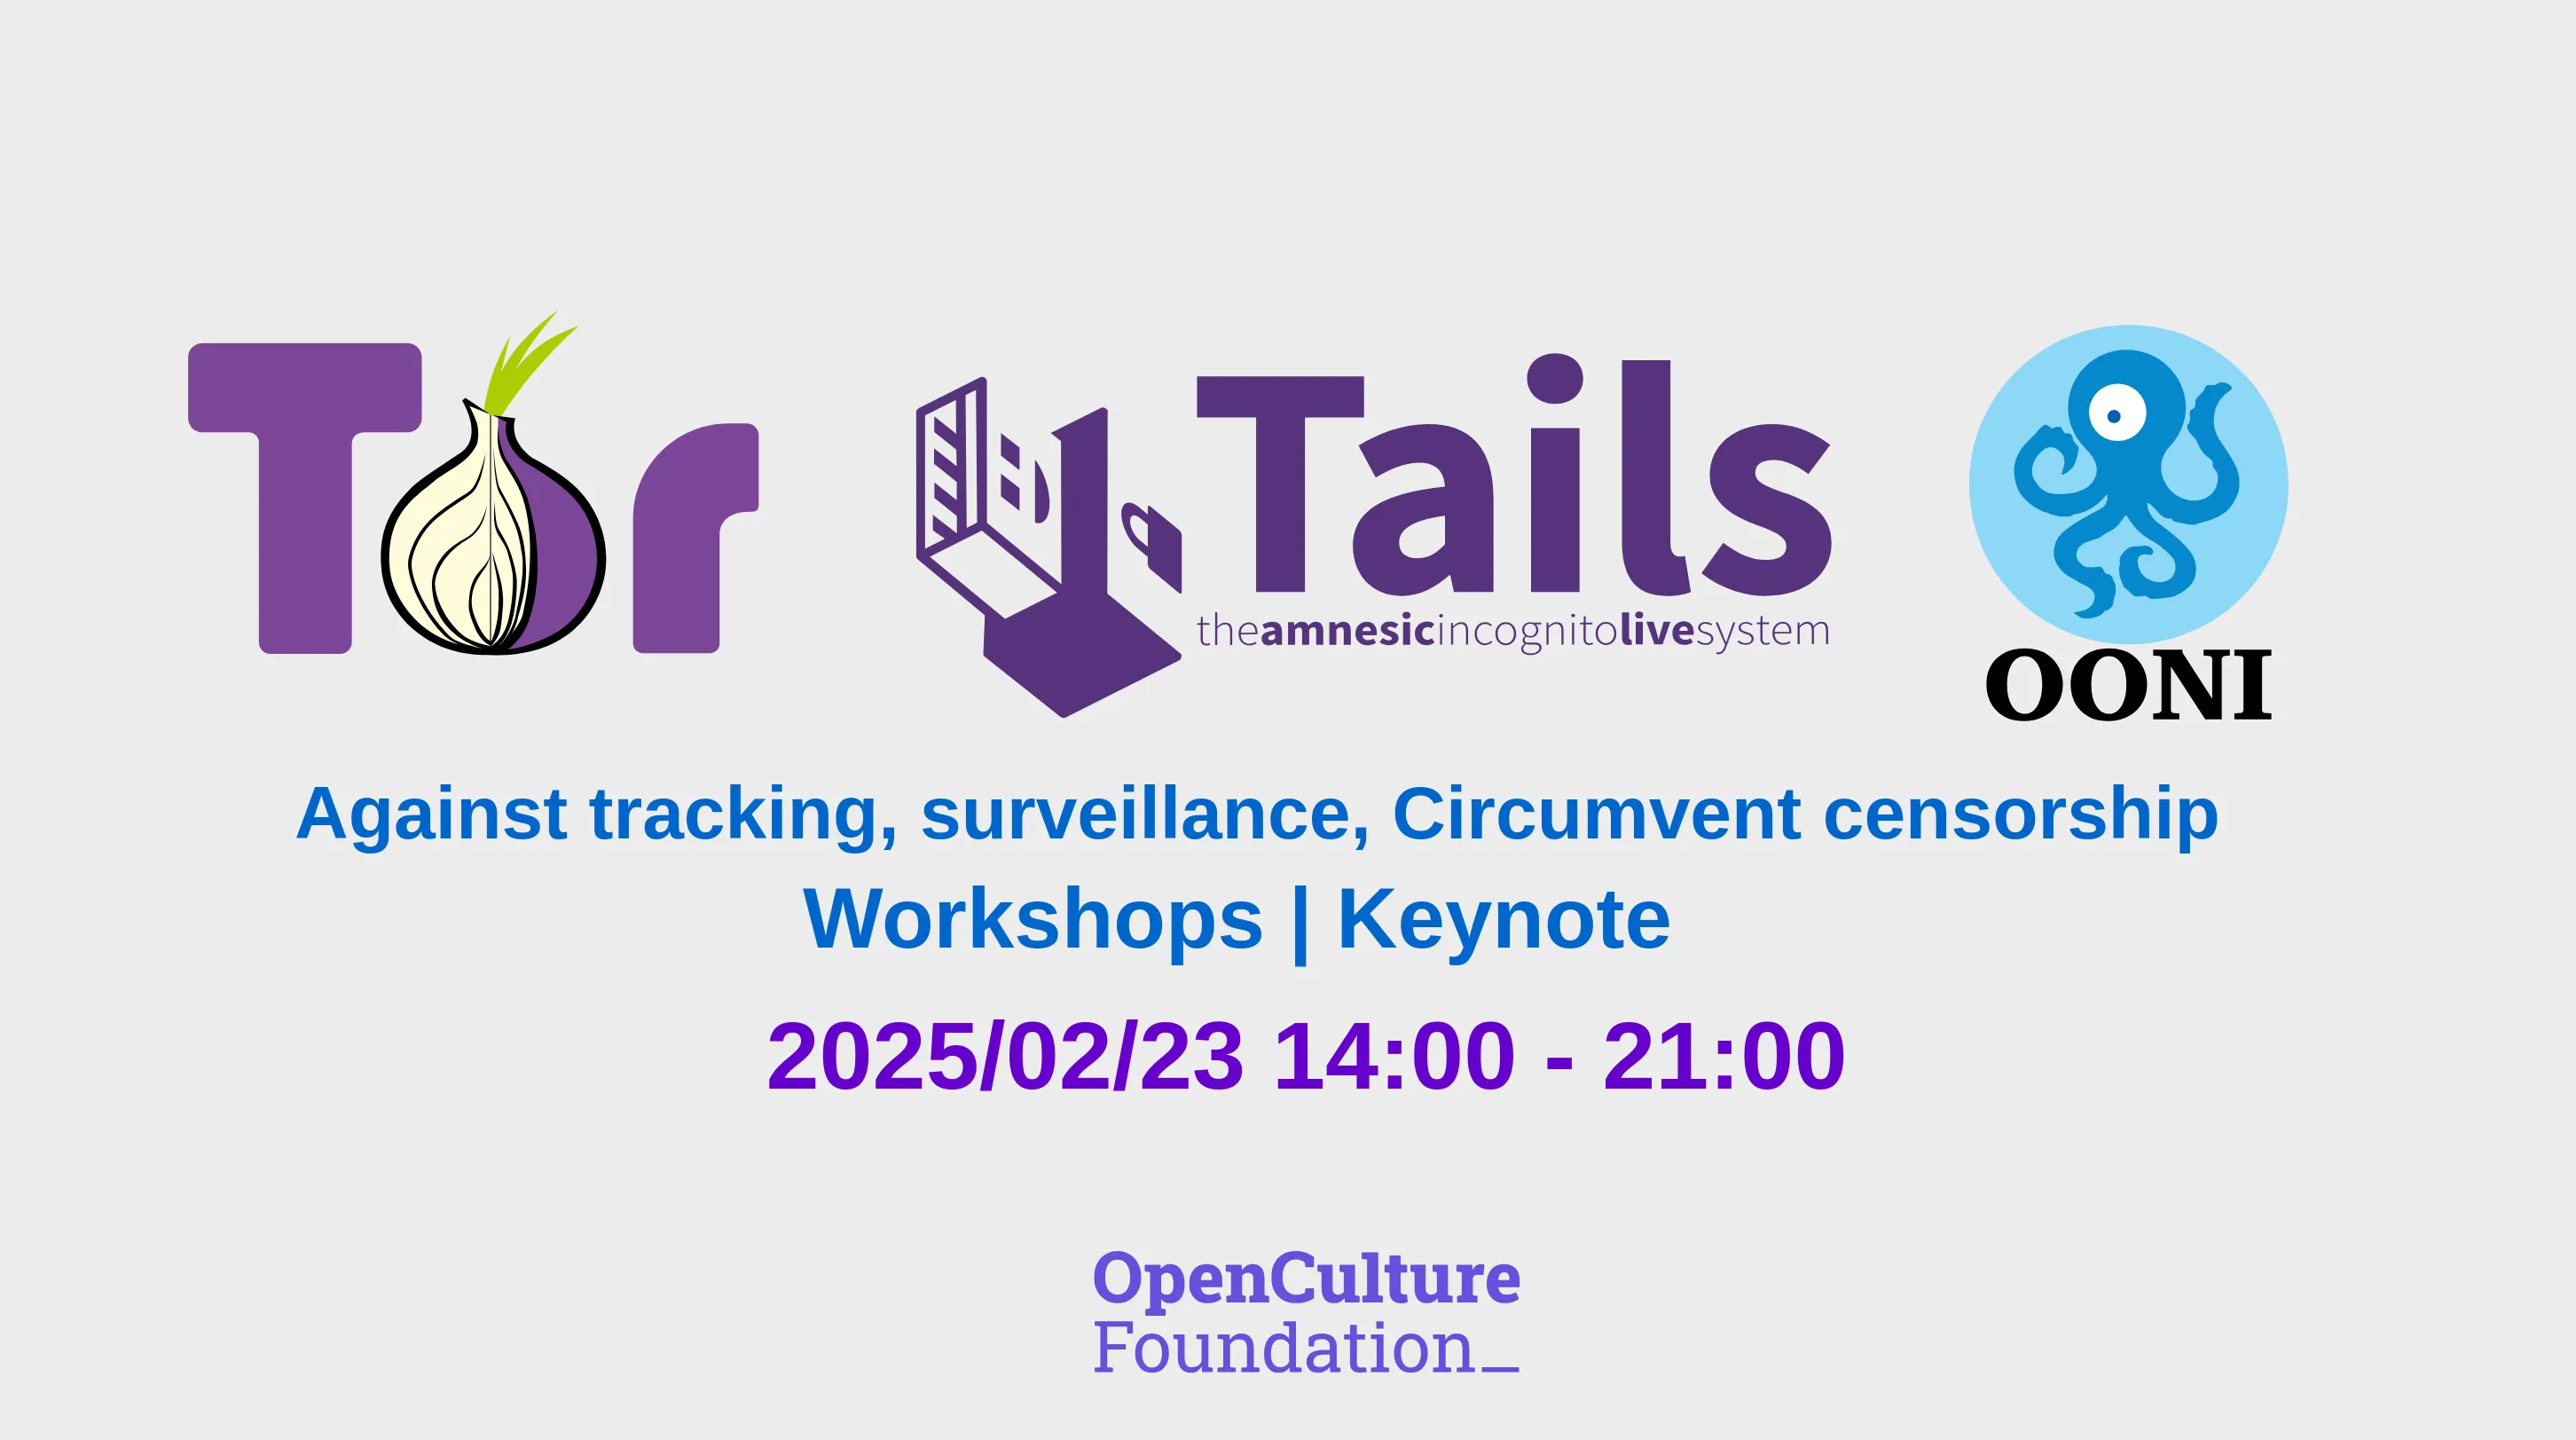 Tor
Tails
theamnesicincognitolivesystem
OONI
Against tracking, surveillance, Circumvent censorship
Workshops | Keynote
2025/02/23 14:00 - 21:00
OpenCulture
Foundation_